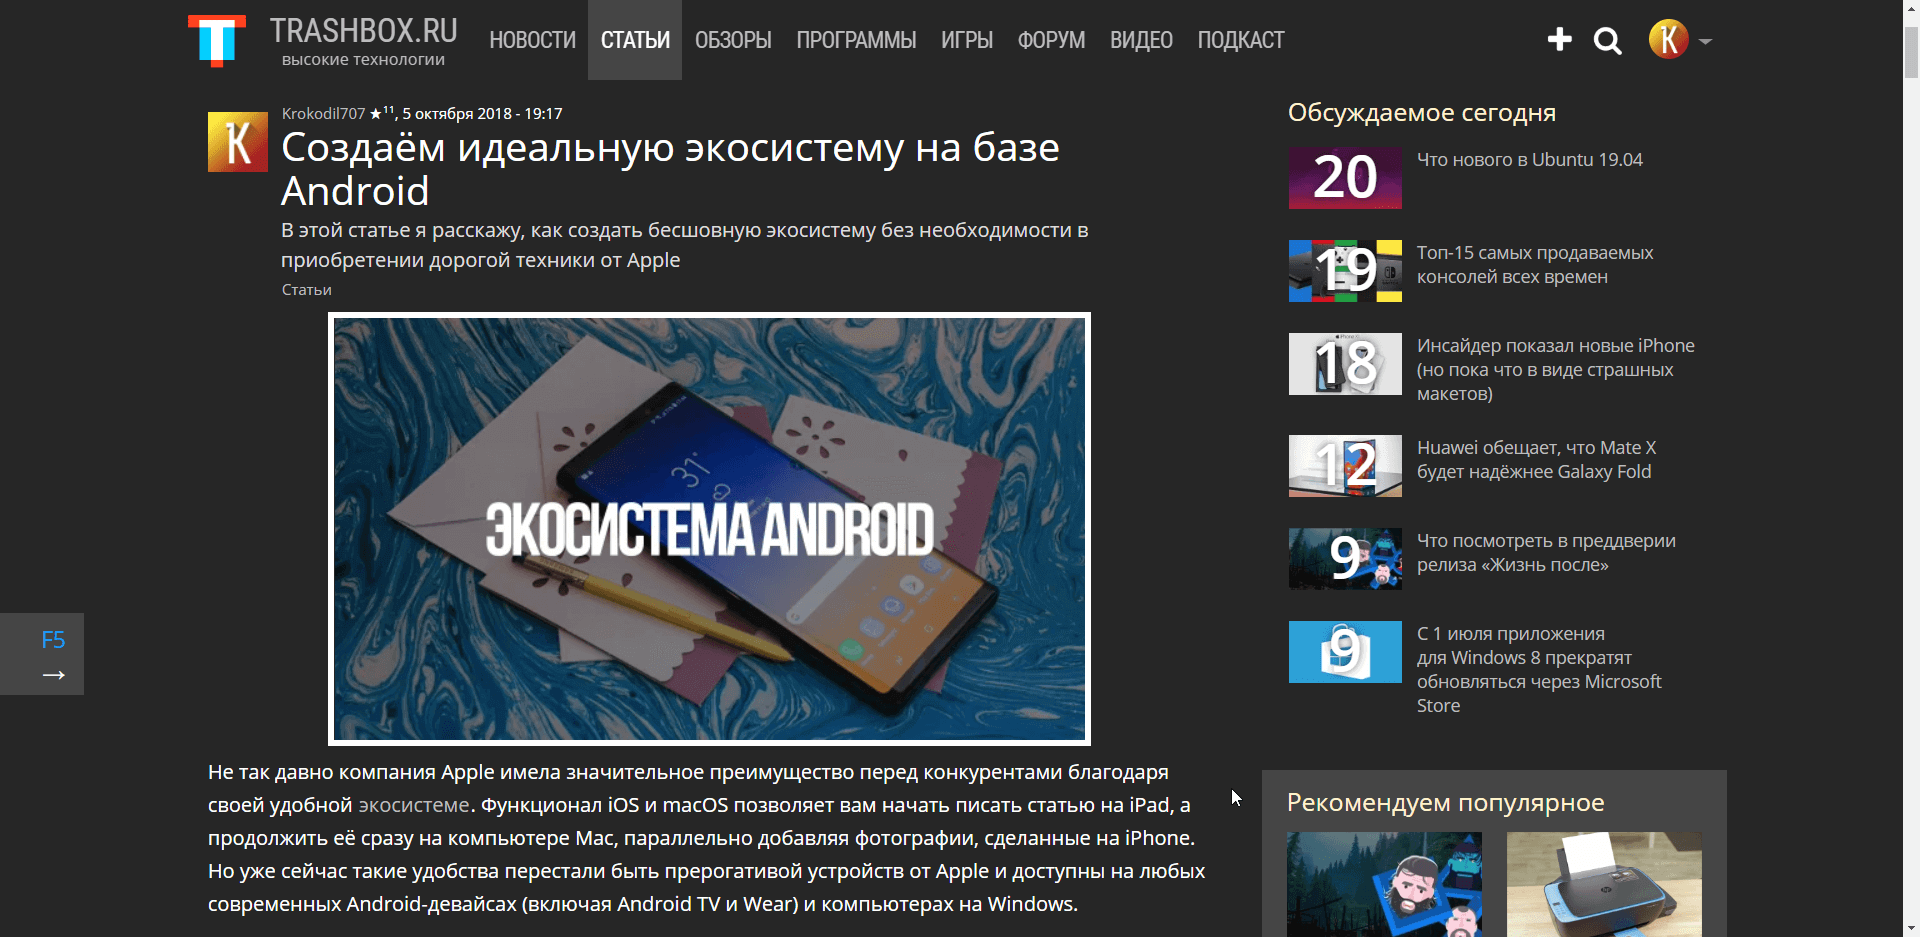 TRASHBOX.RU
высокие технологии
НОВОСТИ СТАТЬИ ОБЗОРЫ ПРОГРАММЫ ИГРЫ ФОРУМ ВИДЕО ПОДКАСТ
K
K
Krokodil707 ★11, 5 октября 2018 - 19:17
Создаём идеальную экосистему на базе
Android
В этой статье я расскажу, как создать бесшовную экосистему без необходимости в
приобретении дорогой техники от Apple
Статьи
31°
ЭКОСИСТЕМА ANDROID
F5
→
Не так давно компания Apple имела значительное преимущество перед конкурентами благодаря
своей удобной экосистеме. Функционал iOS и macOS позволяет вам начать писать статью на iPad, а
продолжить её сразу на компьютере Mac, параллельно добавляя фотографии, сделанные на iPhone.
Но уже сейчас такие удобства перестали быть прерогативой устройств от Apple и доступны на любых
современных Android-девайсах (включая Android TV и Wear) и компьютерах на Windows.
Обсуждаемое сегодня
20
Что нового в Ubuntu 19.04
19
Топ-15 самых продаваемых
консолей всех времен
18
Инсайдер показал новые iPhone
(но пока что в виде страшных
макетов)
12
Huawei обещает, что Mate X
будет надёжнее Galaxy Fold
9
Что посмотреть в преддверии
релиза «Жизнь после»
9
С 1 июля приложения
для Windows 8 прекратят
обновляться через Microsoft
Store
Рекомендуем популярное